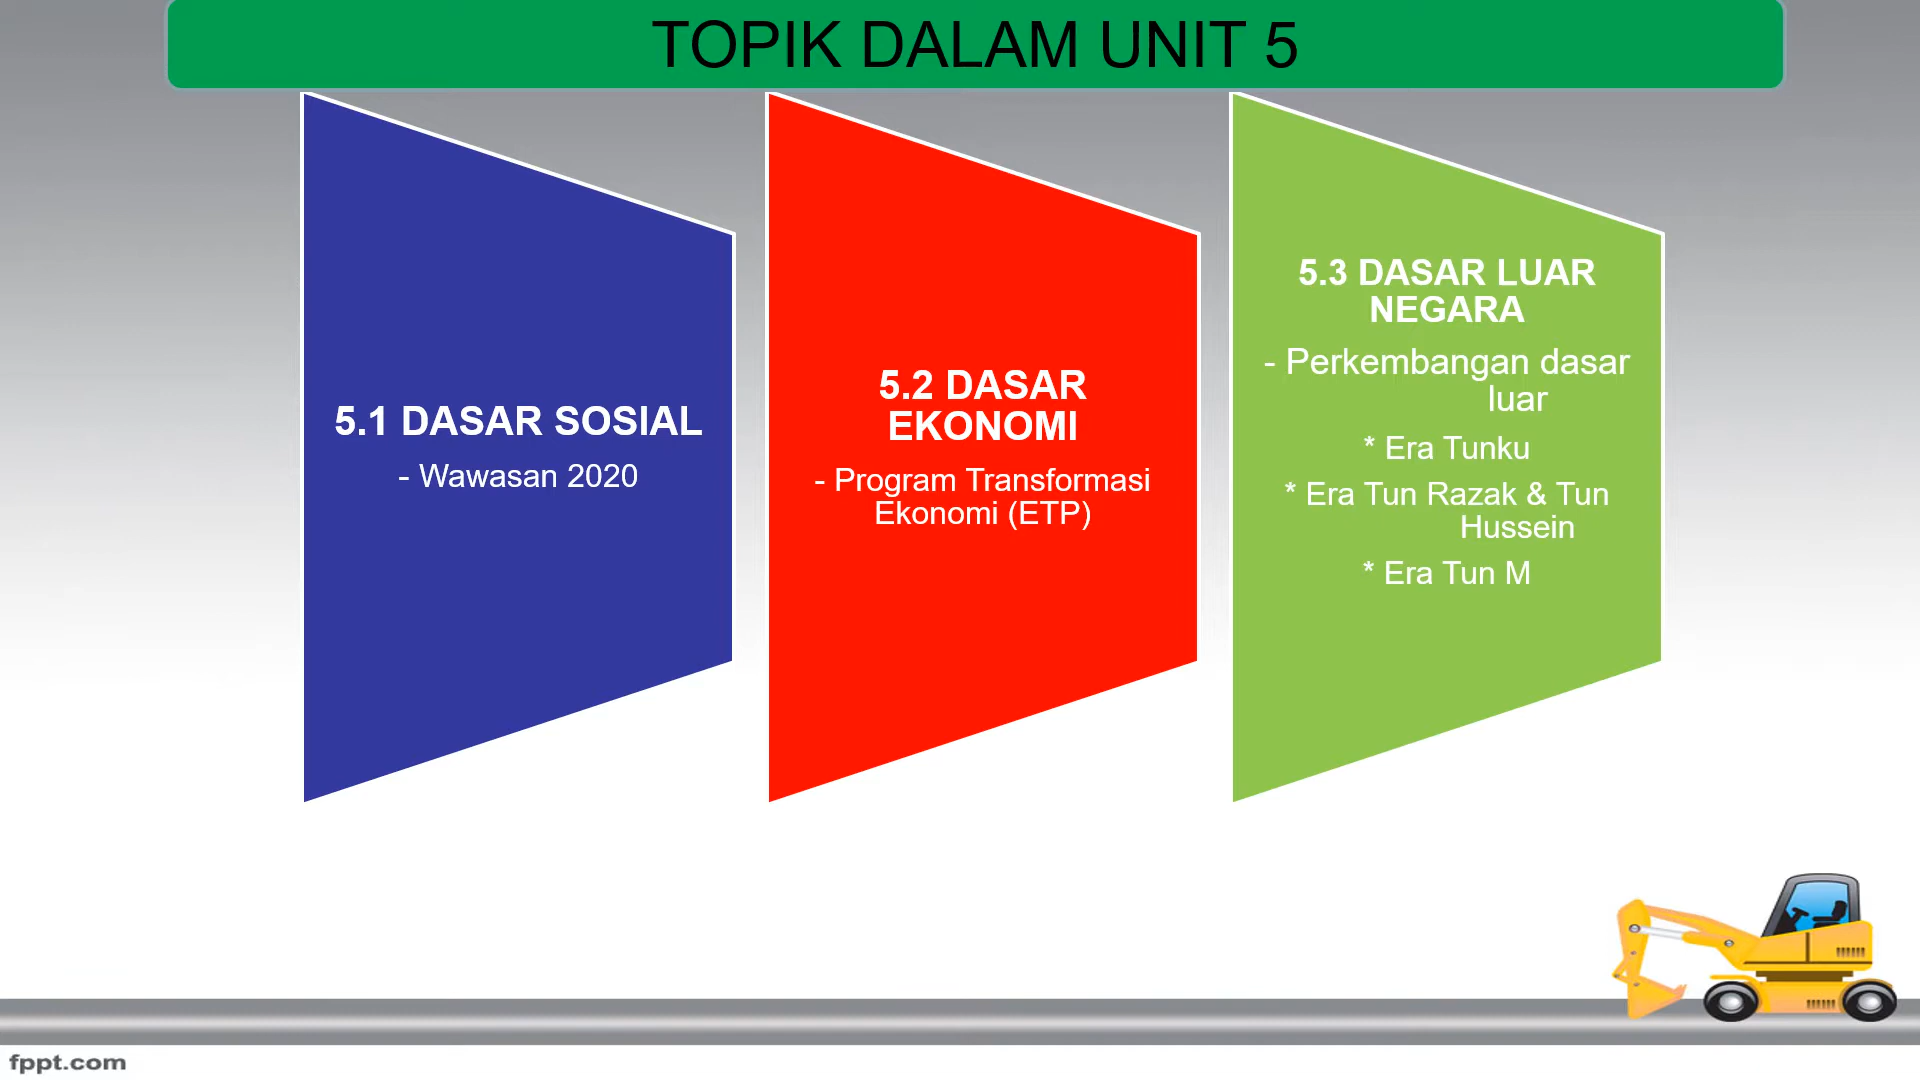 TOPIK DALAM UNIT 5
5.1 DASAR SOSIAL
- Wawasan 2020
5.2 DASAR
EKONOMI
- Program Transformasi
Ekonomi (ETP)
5.3 DASAR LUAR
NEGARA
- Perkembangan dasar
luar
* Era Tunku
* Era Tun Razak & Tun
Hussein
* Era Tun M
fppt.com